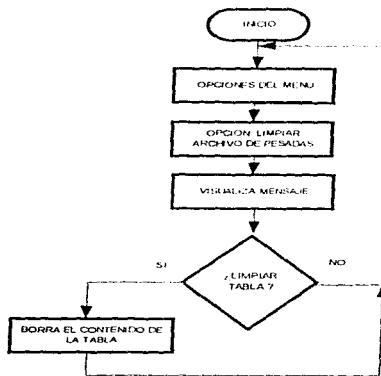 INICIO
OPCIONES DEL MENU
OPCION LIMPIAR
ARCHIVO DE PESADAS
VISUALIZA MENSAJE
¿LIMPIAR
TABLA ?
SI
NO
BORRA EL CONTENIDO DE
LA TABLA